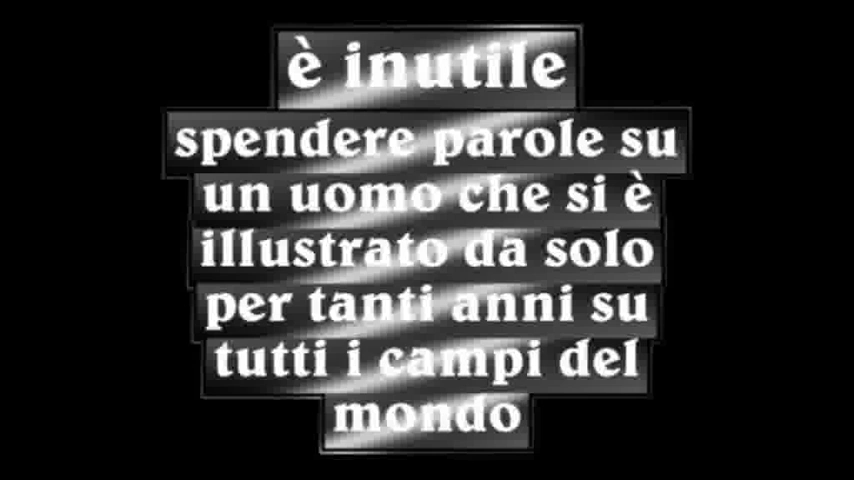 è inutile
spendere parole su
un uomo che si è
illustrato da solo
per tanti anni su
tutti i campi del
mondo